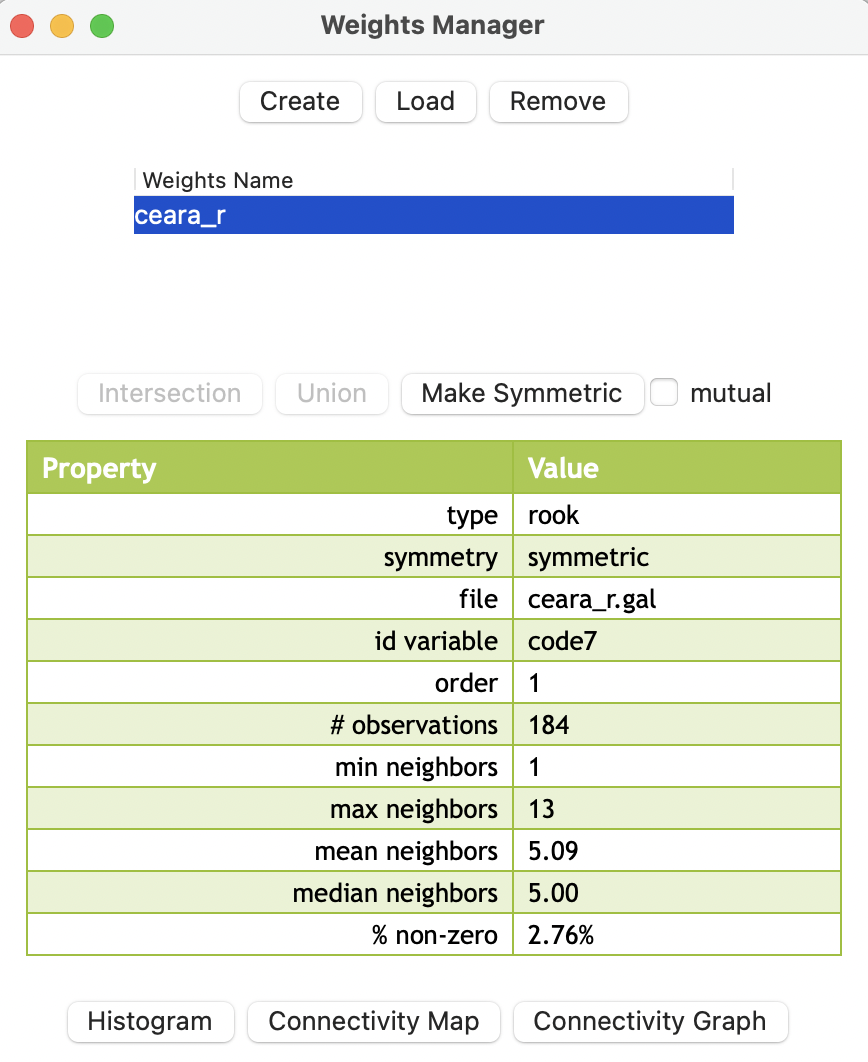 Weights Manager
Create Load Remove
Weights Name
ceara_r
Intersection Union Make Symmetric mutual
Property Value
type rook
symmetry symmetric
file ceara_r.gal
id variable code7
order 1
# observations 184
min neighbors 1
max neighbors 13
mean neighbors 5.09
median neighbors 5.00
% non-zero 2.76%
Histogram Connectivity Map Connectivity Graph